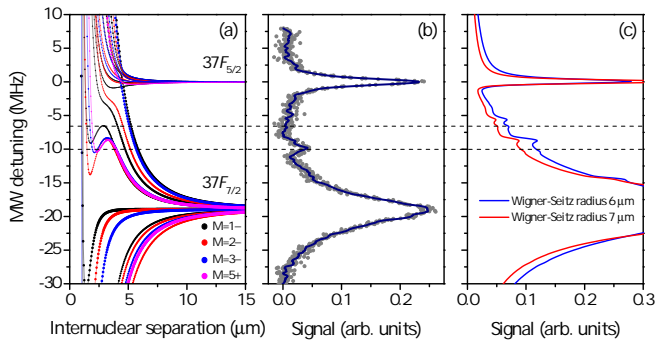 (a)
(b)
(c)
MW detuning (MHz)
10
5
0
-5
-10
-15
-20
-25
-30
37F5/2
37F7/2
M=1−
M=2−
M=3−
M=5+
Wigner-Seitz radius 6 μm
Wigner-Seitz radius 7 μm
0 5 10 15
0.0 0.1 0.2
0.0 0.1 0.2 0.3
Internuclear separation (μm)
Signal (arb. units)
Signal (arb. units)